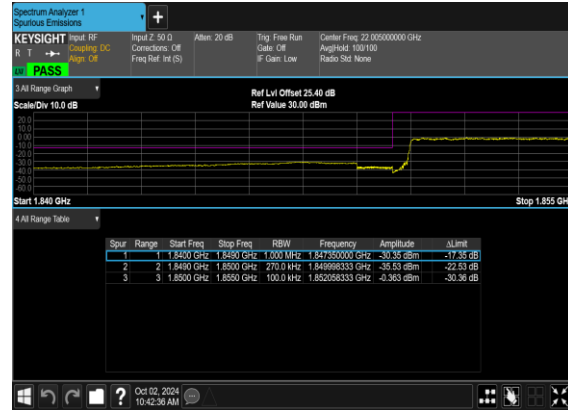 Spectrum Analyzer 1
Spurious Emissions
+
KEYSIGHT Input: RF Input Z: 50 Ω Atten: 20 dB Trig: Free Run Center Freq: 22.005000000 GHz
R T Coupling: DC Corrections: Off Gate: Off Avg|Hold: 100/100
Align: Off Freq Ref: Int (S) IF Gain: Low Radio Std: None
PASS
3 All Range Graph
Ref Lvl Offset 25.40 dB
Scale/Div 10.0 dB Ref Value 30.00 dBm
20.0
10.0
0.00
-10.0
-20.0
-30.0
-40.0
-50.0
-60.0
Start 1.840 GHz Stop 1.855 GH
4 All Range Table
Spur Range Start Freq Stop Freq RBW Frequency Amplitude ΔLimit
1 1 1.8400 GHz 1.8490 GHz 1.000 MHz 1.847350000 GHz -30.35 dBm -17.35 dB
2 2 1.8490 GHz 1.8500 GHz 270.0 kHz 1.849998333 GHz -35.53 dBm -22.53 dB
3 3 1.8500 GHz 1.8550 GHz 100.0 kHz 1.852058333 GHz -0.363 dBm -30.36 dB
?
Oct 02, 2024
10:42:36 AM